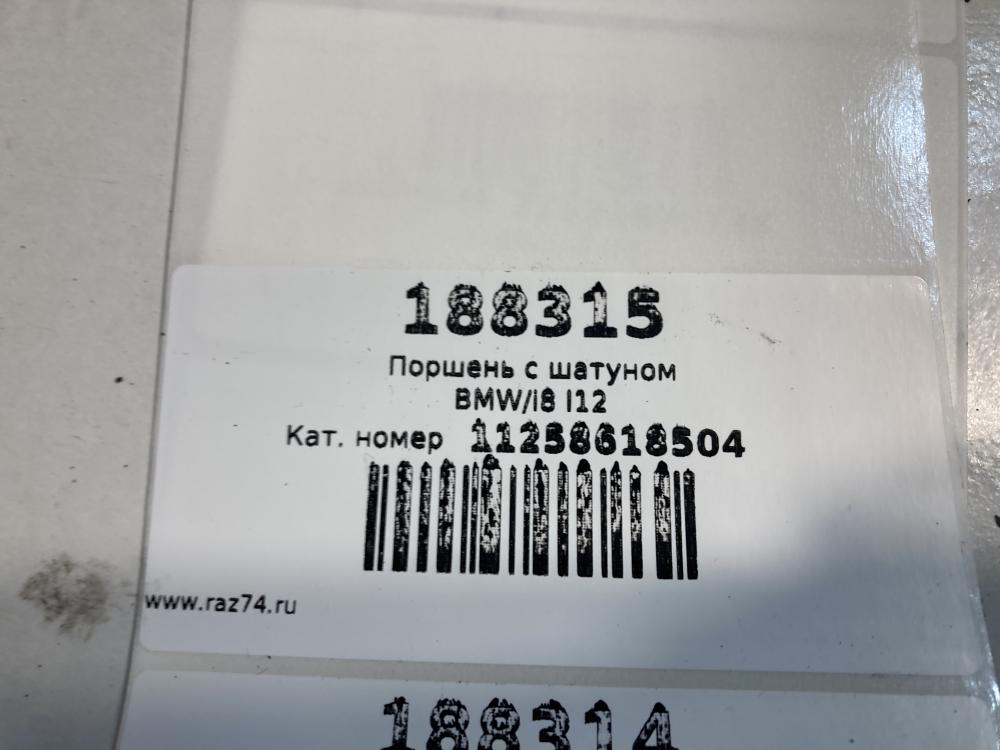 188315
Поршень с шатуном
BMW/i8 I12
Кат. номер 11258618504
www.raz74.ru
188314